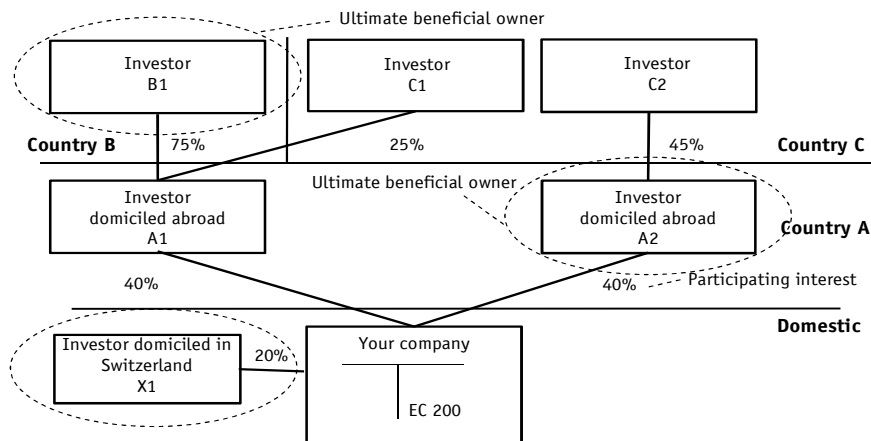 Ultimate beneficial owner
Investor
B1
Investor
C1
Investor
C2
Country B
75%
25%
45%
Country C
Ultimate beneficial owner
Investor
domiciled abroad
A1
Investor
domiciled abroad
A2
Country A
40%
40%
Participating interest
Domestic
Investor domiciled in
Switzerland
X1
20%
Your company
EC 200